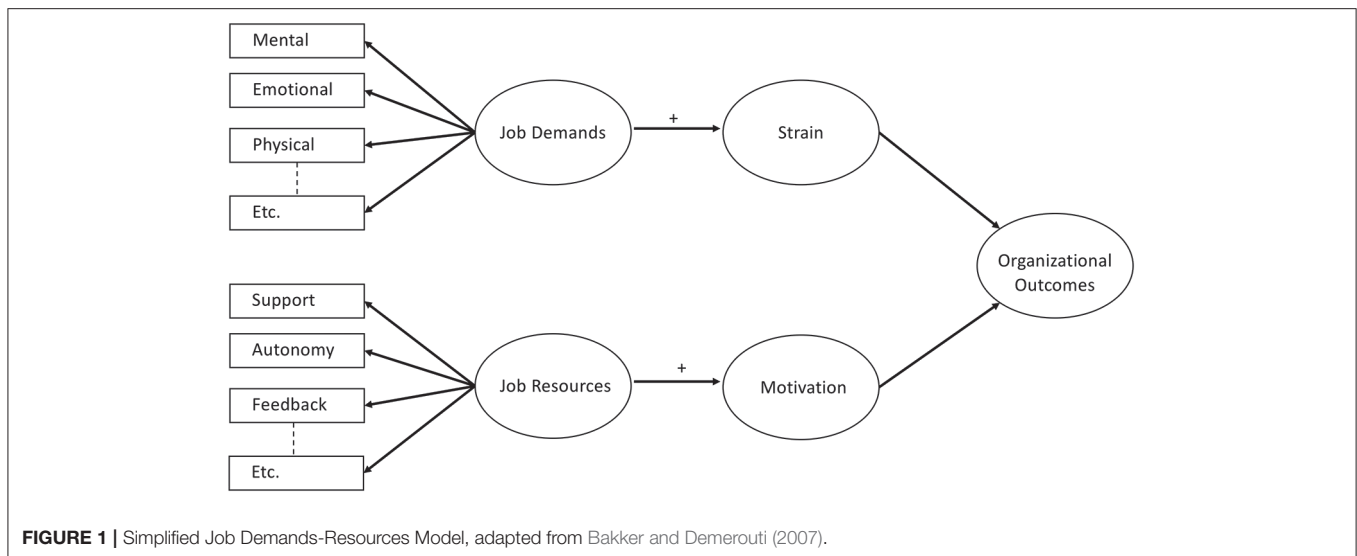 Mental
Emotional
Physical
Etc.
Job Demands
+
Strain
Organizational
Outcomes
Support
Autonomy
Feedback
Etc.
Job Resources
+
Motivation
FIGURE 1 | Simplified Job Demands-Resources Model, adapted from Bakker and Demerouti (2007).